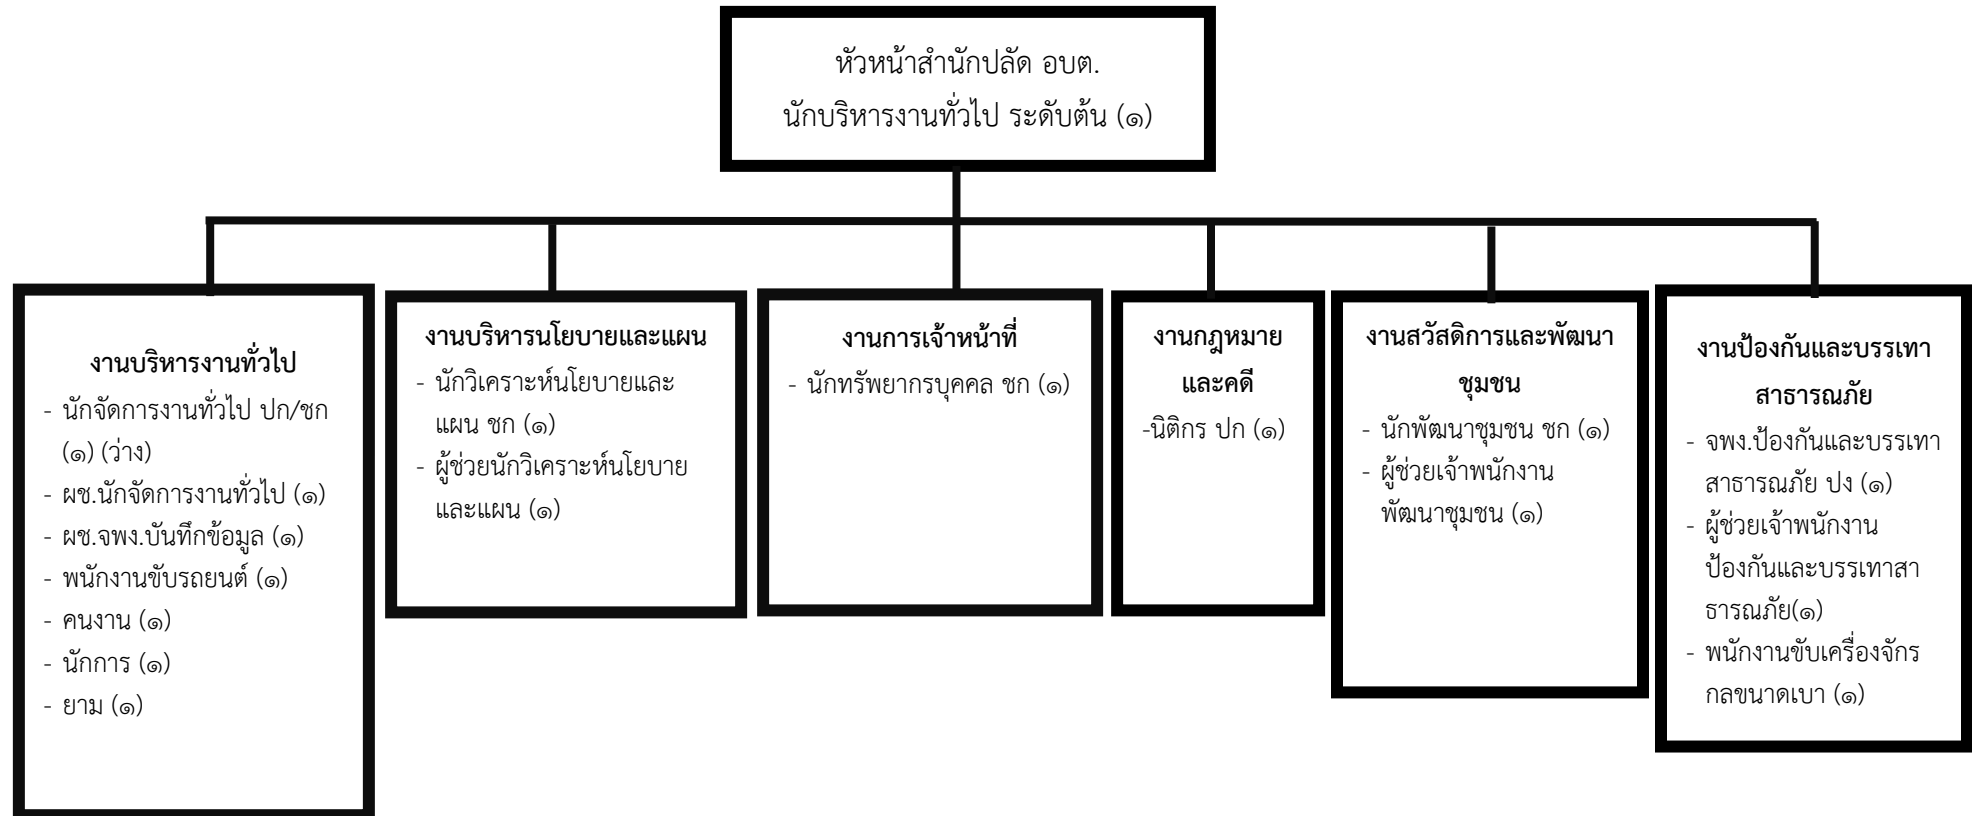 หัวหน้าสำนักปลัด อบต.
นักบริหารงานทั่วไป ระดับต้น (๑)
งานบริหารงานทั่วไป
- นักจัดการงานทั่วไป ปก/ชก
(๑) (ว่าง)
- ผช.นักจัดการงานทั่วไป (๑)
- ผช.จพง.บันทึกข้อมูล (๑)
- พนักงานขับรถยนต์ (๑)
- คนงาน (๑)
- นักการ (๑)
- ยาม (๑)
งานบริหารนโยบายและแผน
- นักวิเคราะห์นโยบายและ
แผน ชก (๑)
- ผู้ช่วยนักวิเคราะห์นโยบาย
และแผน (๑)
งานการเจ้าหน้าที่
- นักทรัพยากรบุคคล ชก (๑)
งานกฎหมาย
และคดี
-นิติกร ปก (๑)
งานสวัสดิการและพัฒนา
ชุมชน
- นักพัฒนาชุมชน ชก (๑)
- ผู้ช่วยเจ้าพนักงาน
พัฒนาชุมชน (๑)
งานป้องกันและบรรเทา
สาธารณภัย
- จพง.ป้องกันและบรรเทา
สาธารณภัย ปง (๑)
- ผู้ช่วยเจ้าพนักงาน
ป้องกันและบรรเทาสา
ธารณภัย(๑)
- พนักงานขับเครื่องจักร
กลขนาดเบา (๑)